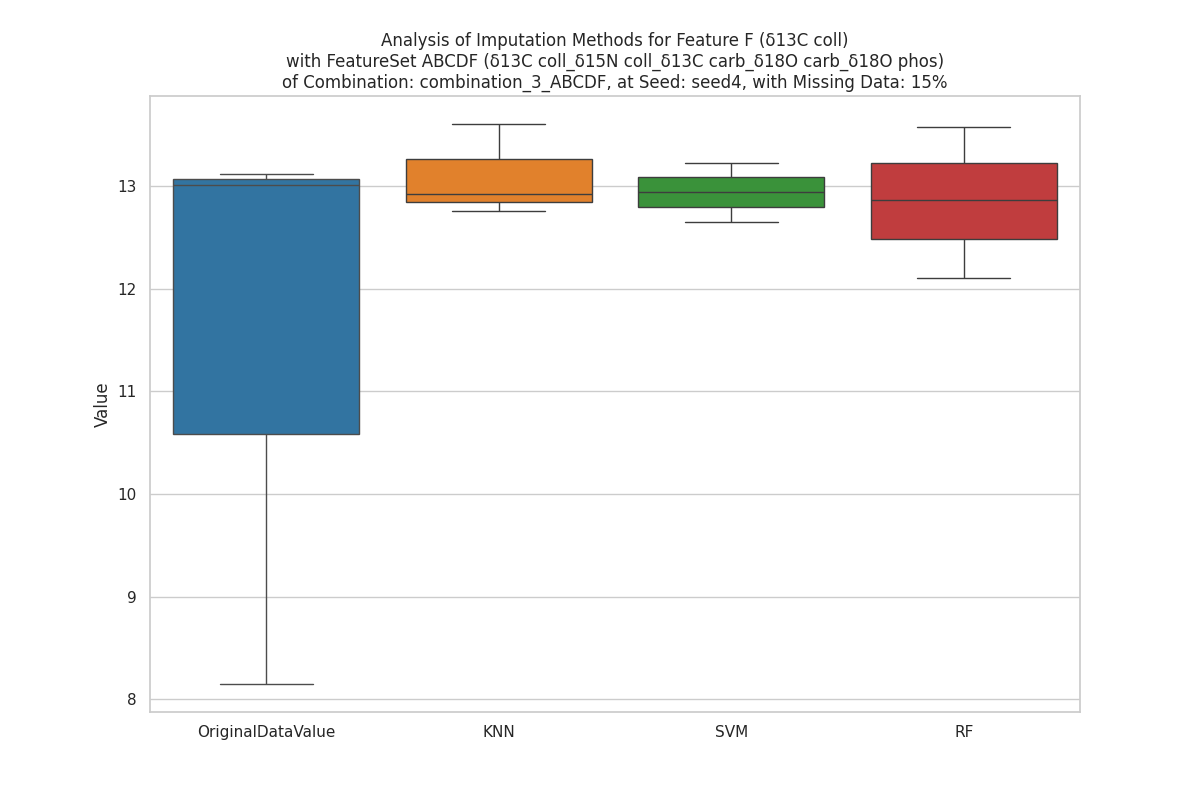 Analysis of Imputation Methods for Feature F (δ13C coll)
with FeatureSet ABCDF (δ13C coll_δ15N coll_δ13C carb_δ18O carb_δ18O phos)
of Combination: combination_3_ABCDF, at Seed: seed4, with Missing Data: 15%
13
12
11
10
9
8
Value
OriginalDataValue
KNN
SVM
RF